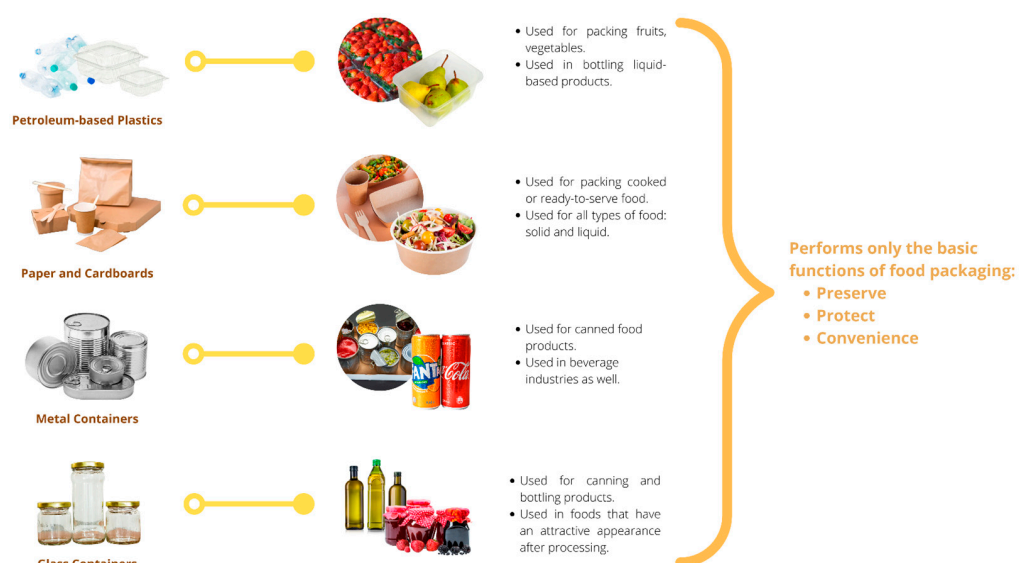 Used for packing fruits,
vegetables.
Used in bottling liquid-
based products.
Petroleum-based Plastics
Used for packing cooked
or ready-to-serve food.
Used for all types of food:
solid and liquid.
Paper and Cardboards
Performs only the basic
functions of food packaging:
Preserve
Protect
Convenience
Used for canned food
products.
Used in beverage
industries as well.
FANTA
Coca-Cola
Metal Containers
Used for canning and
bottling products.
Used in foods that have
an attractive appearance
after processing.
Glass Containers